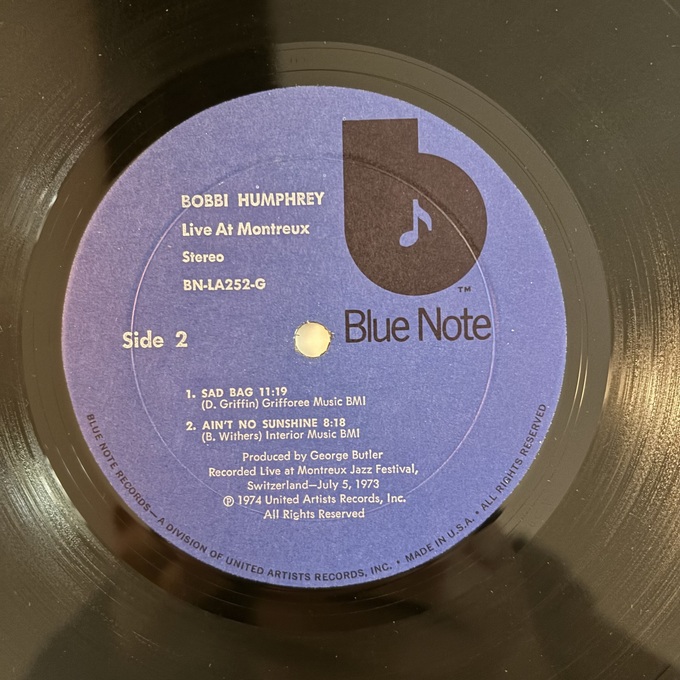 BOBBI HUMPHREY
Live At Montreux
Stereo
BN-LA252-G
TM
Blue Note
Side 2
1. SAD BAG 11:19
(D. Griffin) Grifforee Music BMI
2. AIN'T NO SUNSHINE 8:18
(B. Withers) Interior Music BMI
Produced by George Butler
Recorded Live at Montreux Jazz Festival,
Switzerland—July 5, 1973
℗ 1974 United Artists Records, Inc.
All Rights Reserved
BLUE NOTE RECORDS—A DIVISION OF UNITED ARTISTS RECORDS, INC. • MADE IN U.S.A. • ALL RIGHTS RESERVED